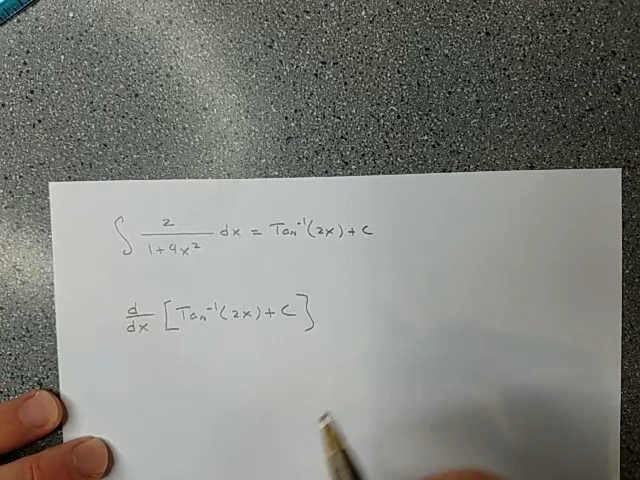 ∫ 2/(1+4x²) dx = Tan⁻¹(2x)+C
d/dx [Tan⁻¹(2x)+C]